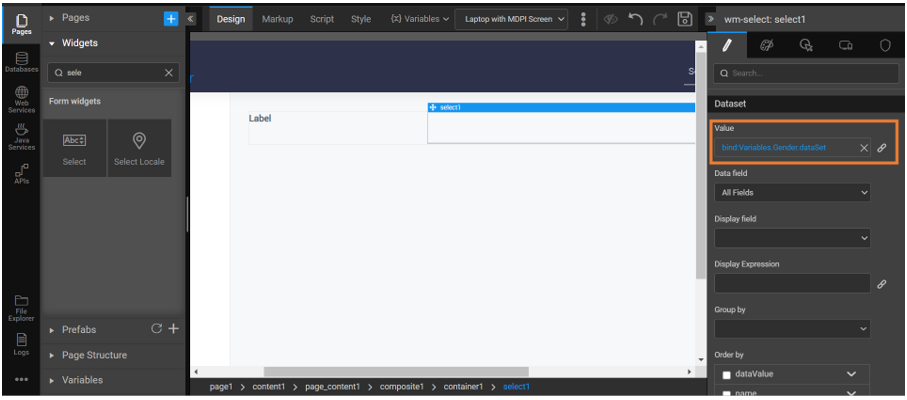 Pages
Databases
Web
Services
Java
Services
APIs
File
Explorer
Logs
Pages
Widgets
sele
Form widgets
Abc
Select
Select Locale
Prefabs
Page Structure
Variables
Design
Markup
Script
Style
{X} Variables
Laptop with MDPI Screen
Label
select1
page1 > content1 > page_content1 > composite1 > container1 > select1
wm-select: select1
Search...
Dataset
Value
bind:Variables.Gender.dataSet
Data field
All Fields
Display field
Display Expression
Group by
Order by
dataValue
name